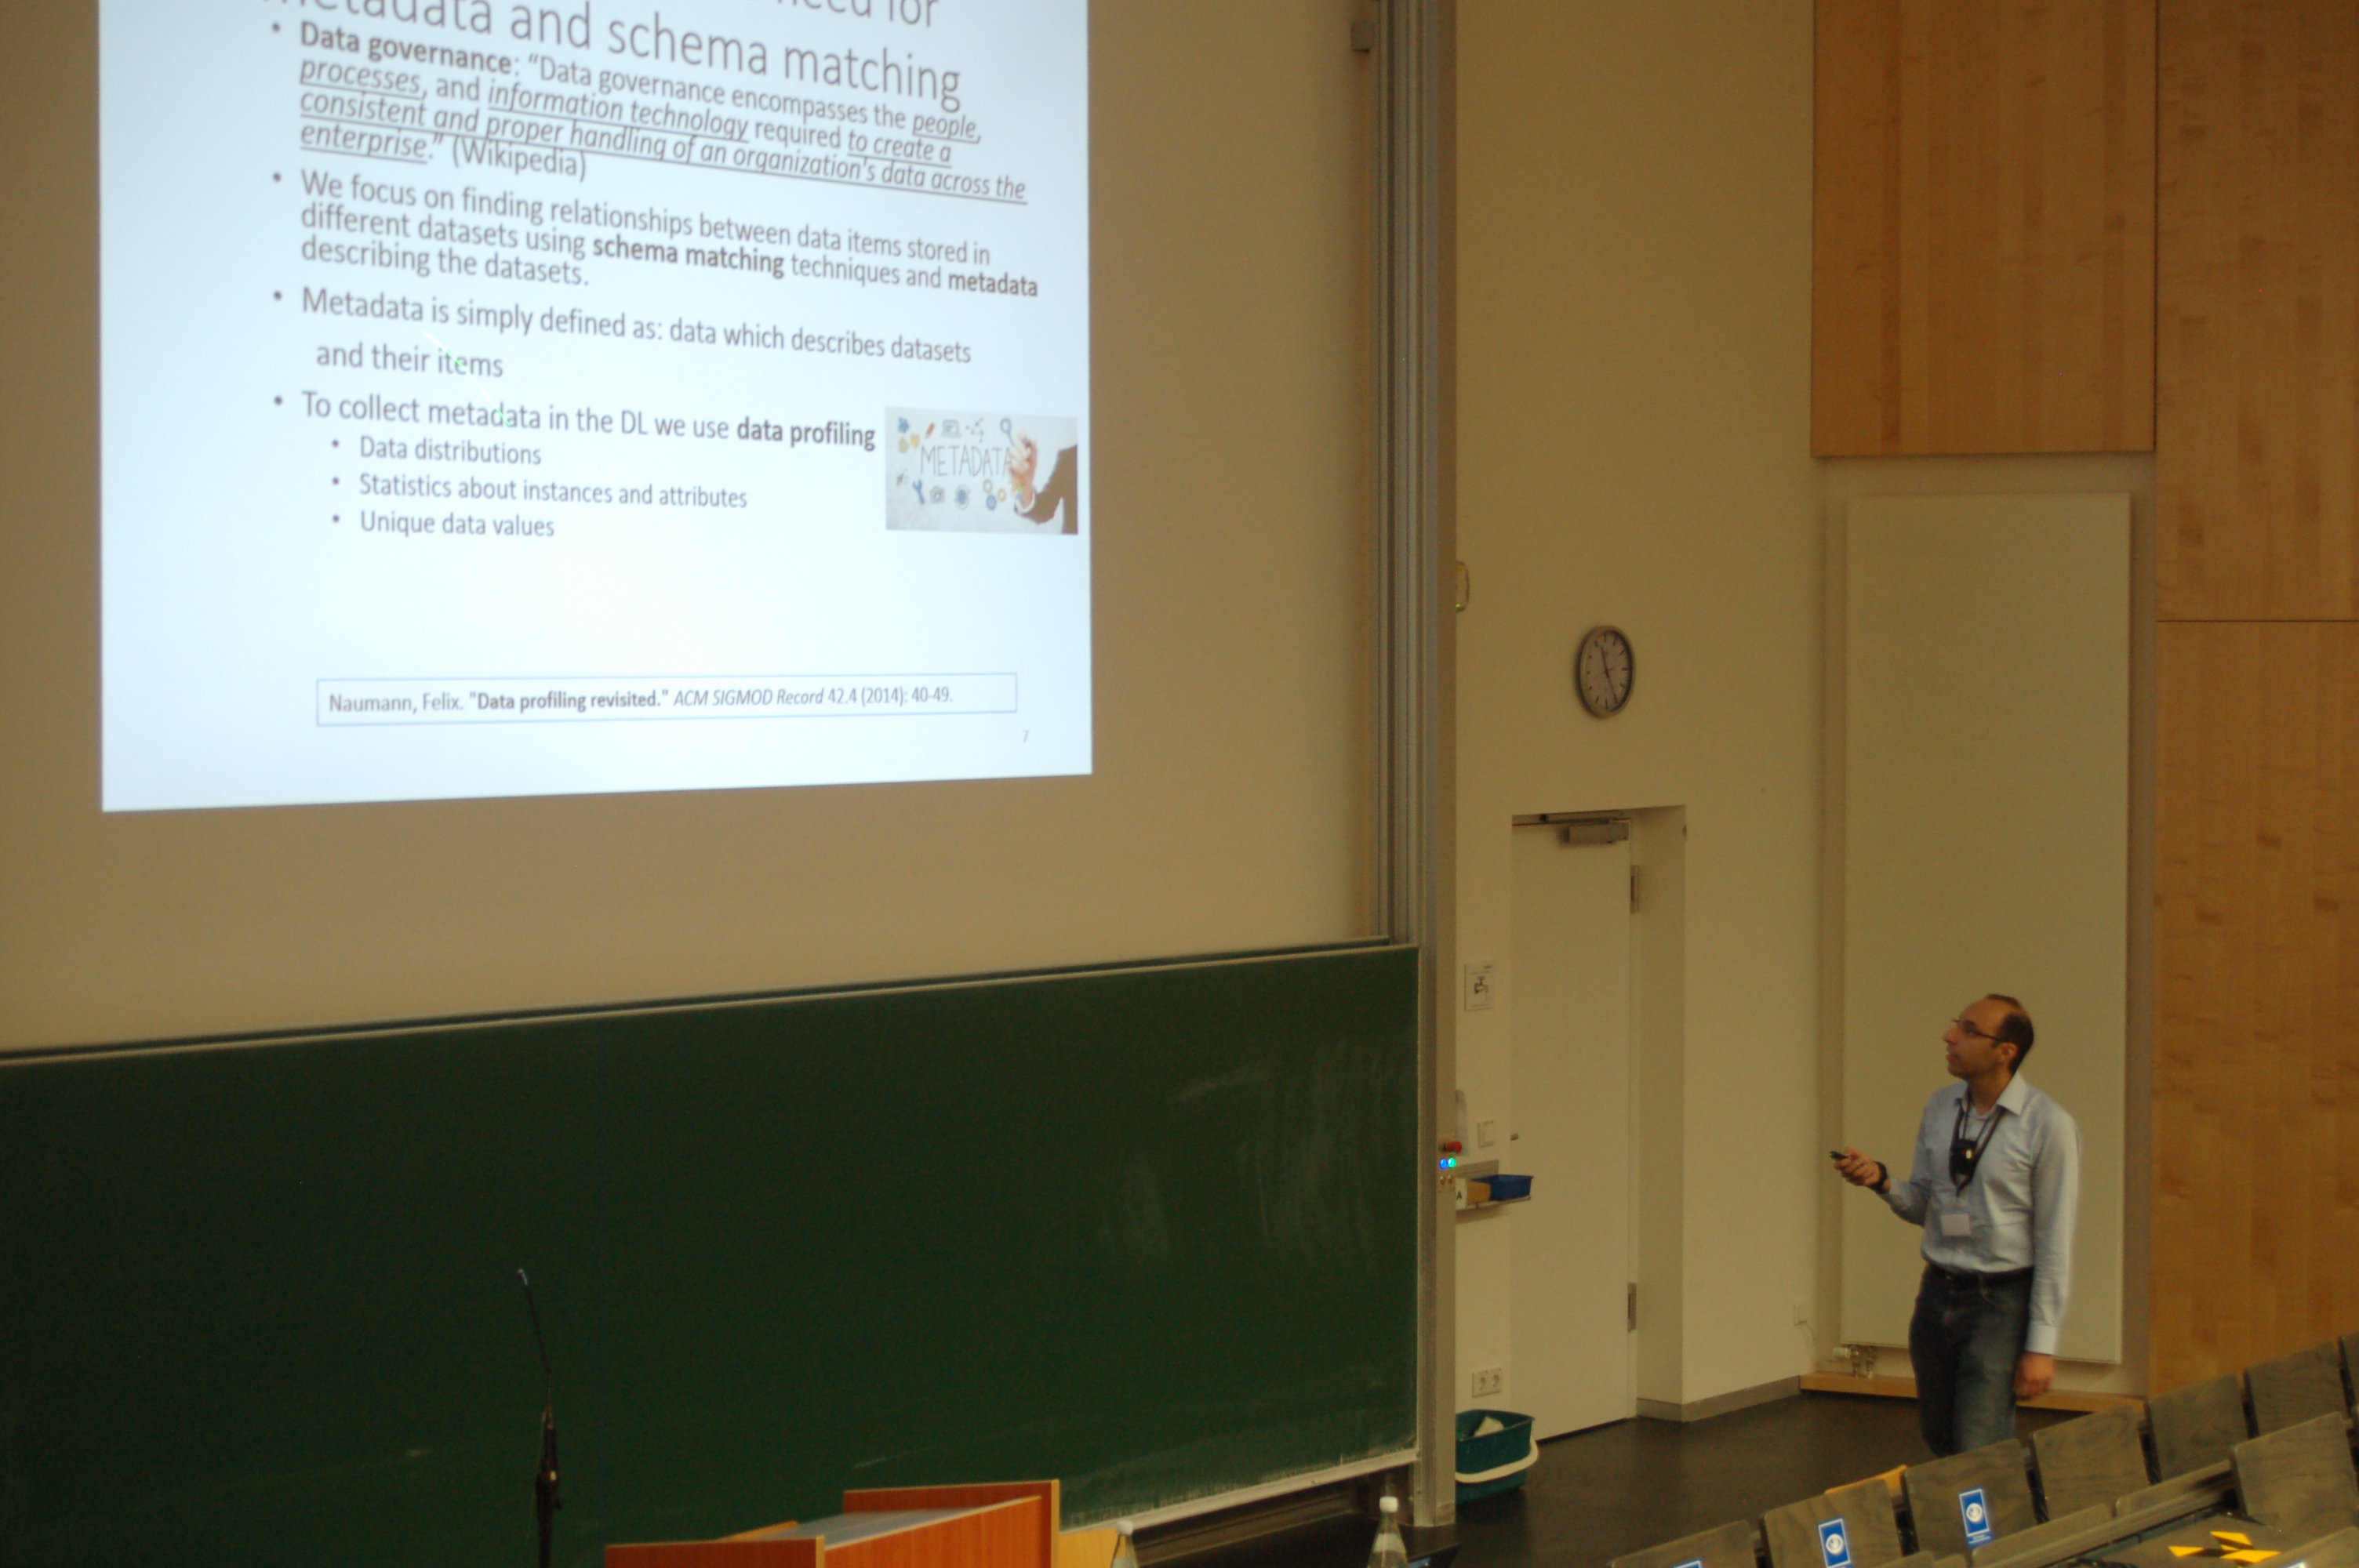 need for
metadata and schema matching
• Data governance: “Data governance encompasses the people,
processes, and information technology required to create a
consistent and proper handling of an organization's data across the
enterprise.” (Wikipedia)
• We focus on finding relationships between data items stored in
different datasets using schema matching techniques and metadata
describing the datasets.
• Metadata is simply defined as: data which describes datasets
and their items
• To collect metadata in the DL we use data profiling
• Data distributions
• Statistics about instances and attributes
• Unique data values
METADATA
Naumann, Felix. "Data profiling revisited." ACM SIGMOD Record 42.4 (2014): 40-49.
7
A